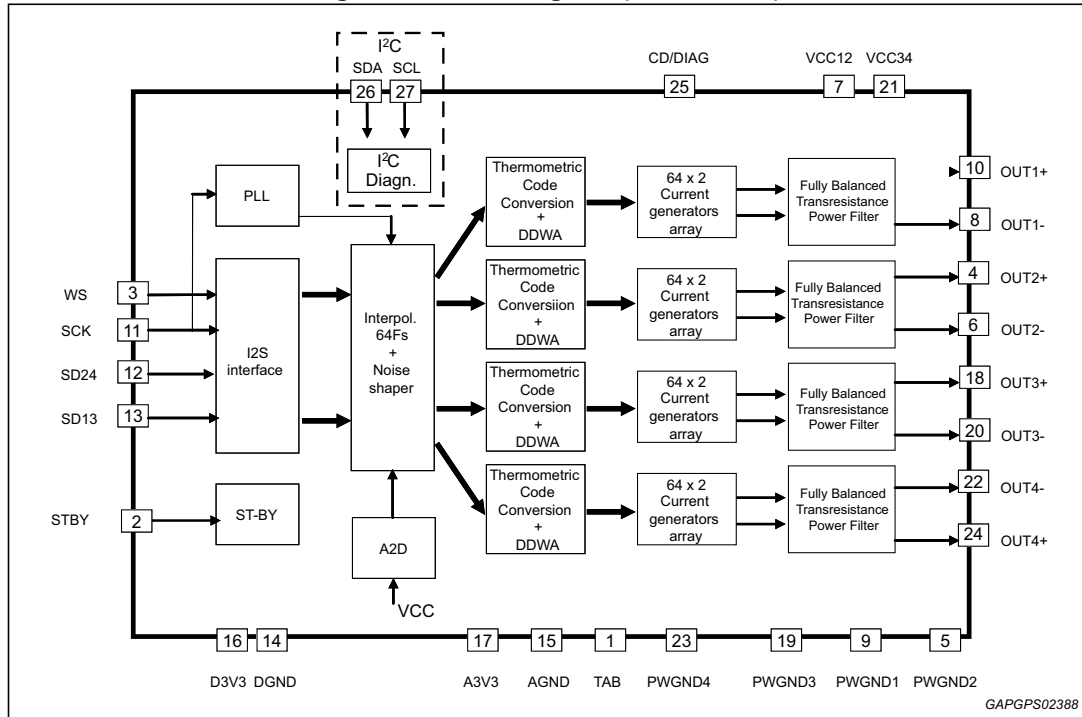 I²C
SDA SCL
CD/DIAG
VCC12 VCC34
26 27
25
7 21
I²C
Diagn.
PLL
Thermometric
Code
Conversion
+
DDWA
64 x 2
Current
generators
array
Fully Balanced
Transresistance
Power Filter
10 OUT1+
8 OUT1-
WS 3
SCK 11
SD24 12
SD13 13
I2S
interface
Interpol.
64Fs
+
Noise
shaper
Thermometric
Code
Conversiion
+
DDWA
64 x 2
Current
generators
array
Fully Balanced
Transresistance
Power Filter
4 OUT2+
6 OUT2-
Thermometric
Code
Conversion
+
DDWA
64 x 2
Current
generators
array
Fully Balanced
Transresistance
Power Filter
18 OUT3+
20 OUT3-
STBY 2
ST-BY
A2D
VCC
Thermometric
Code
Conversion
+
DDWA
64 x 2
Current
generators
array
Fully Balanced
Transresistance
Power Filter
22 OUT4-
24 OUT4+
16 14 17 15 1 23 19 9 5
D3V3 DGND A3V3 AGND TAB PWGND4 PWGND3 PWGND1 PWGND2
GAPGPS02388